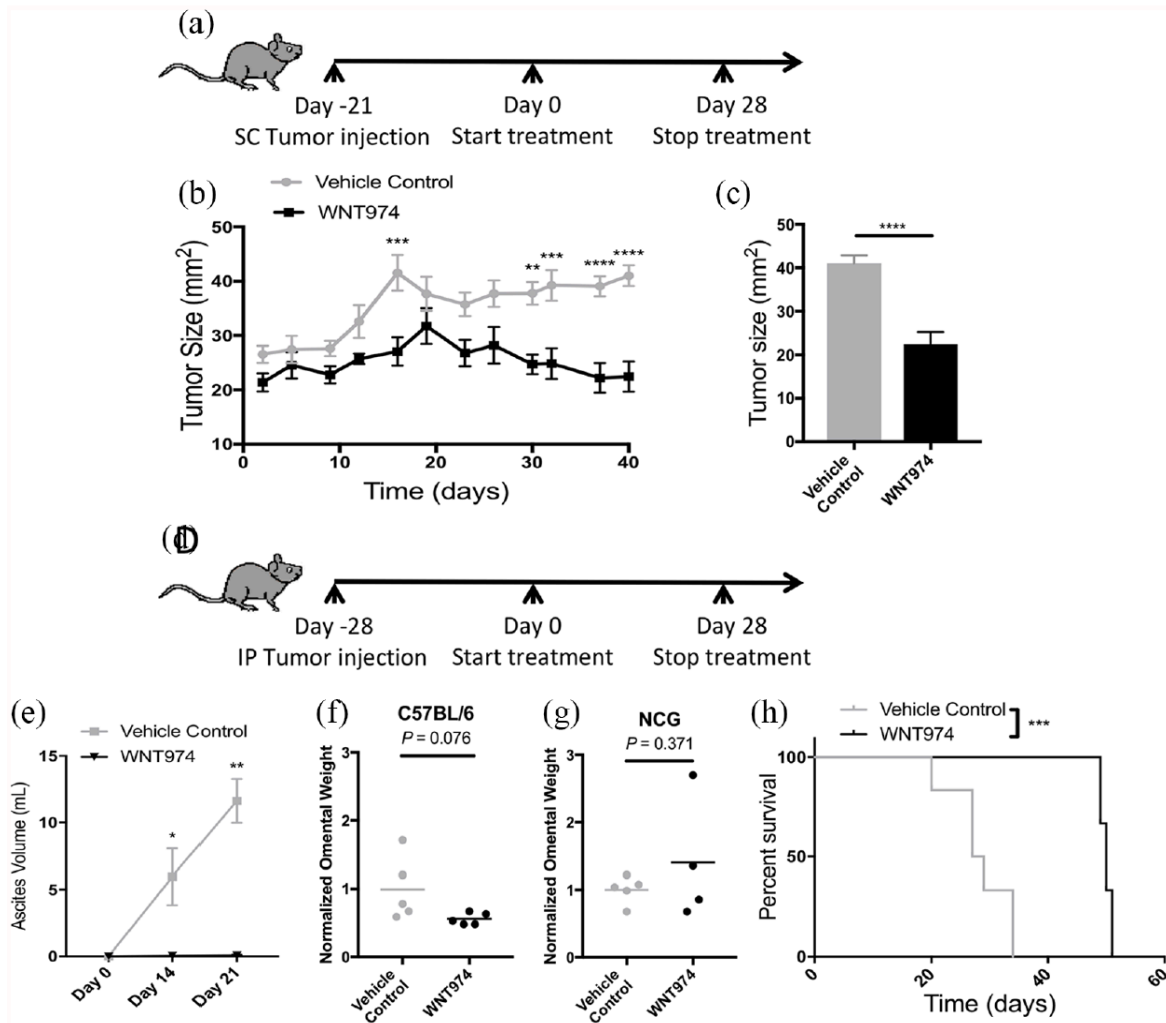 (a)
Day -21
SC Tumor injection
Day 0
Start treatment
Day 28
Stop treatment
(b)
Vehicle Control
WNT974
Tumor Size (mm²)
50
40
30
20
10
***
**
***
****
****
0
10
20
30
40
Time (days)
(c)
Tumor size (mm²)
50
40
30
20
10
0
****
Vehicle
Control
WNT974
(d)
D
Day -28
IP Tumor injection
Day 0
Start treatment
Day 28
Stop treatment
(e)
Vehicle Control
WNT974
Ascites Volume (mL)
15
10
5
0
*
**
Day 0
Day 14
Day 21
(f)
C57BL/6
P = 0.076
Normalized Omental Weight
3
2
1
0
Vehicle
Control
WNT974
(g)
NCG
P = 0.371
Normalized Omental Weight
3
2
1
0
Vehicle
Control
WNT974
(h)
Vehicle Control
WNT974
***
Percent survival
100
50
0
0
20
40
60
Time (days)